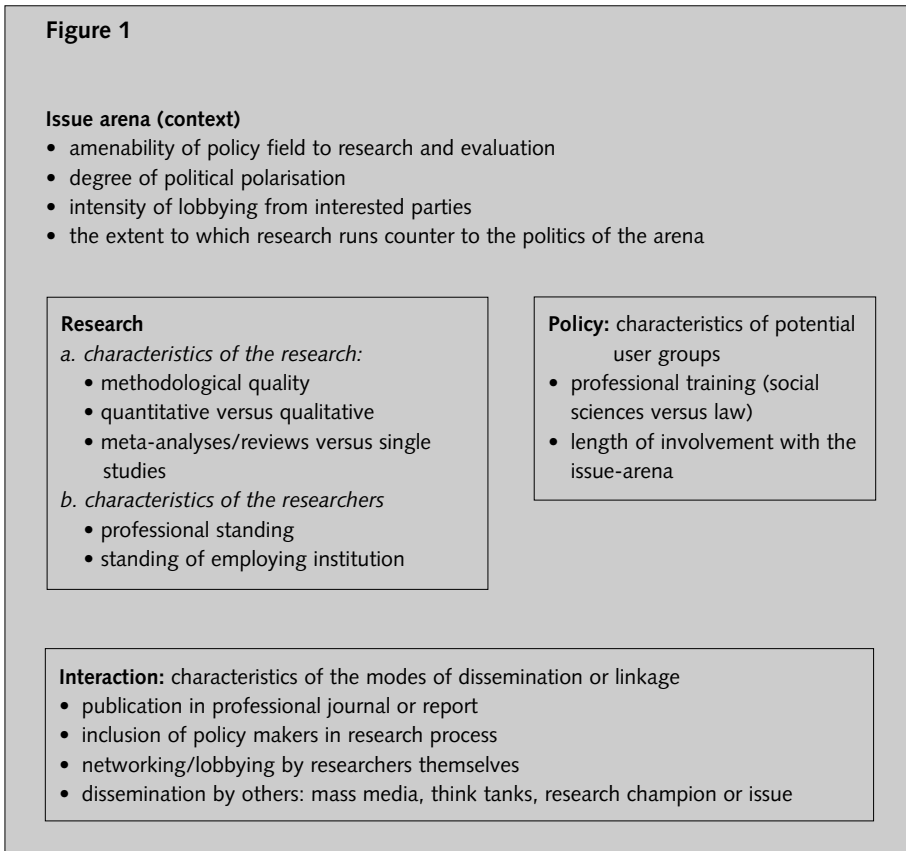 Figure 1
Issue arena (context)
• amenability of policy field to research and evaluation
• degree of political polarisation
• intensity of lobbying from interested parties
• the extent to which research runs counter to the politics of the arena
Research
a. characteristics of the research:
• methodological quality
• quantitative versus qualitative
• meta-analyses/reviews versus single
studies
b. characteristics of the researchers
• professional standing
• standing of employing institution
Policy: characteristics of potential
user groups
• professional training (social
sciences versus law)
• length of involvement with the
issue-arena
Interaction: characteristics of the modes of dissemination or linkage
• publication in professional journal or report
• inclusion of policy makers in research process
• networking/lobbying by researchers themselves
• dissemination by others: mass media, think tanks, research champion or issue